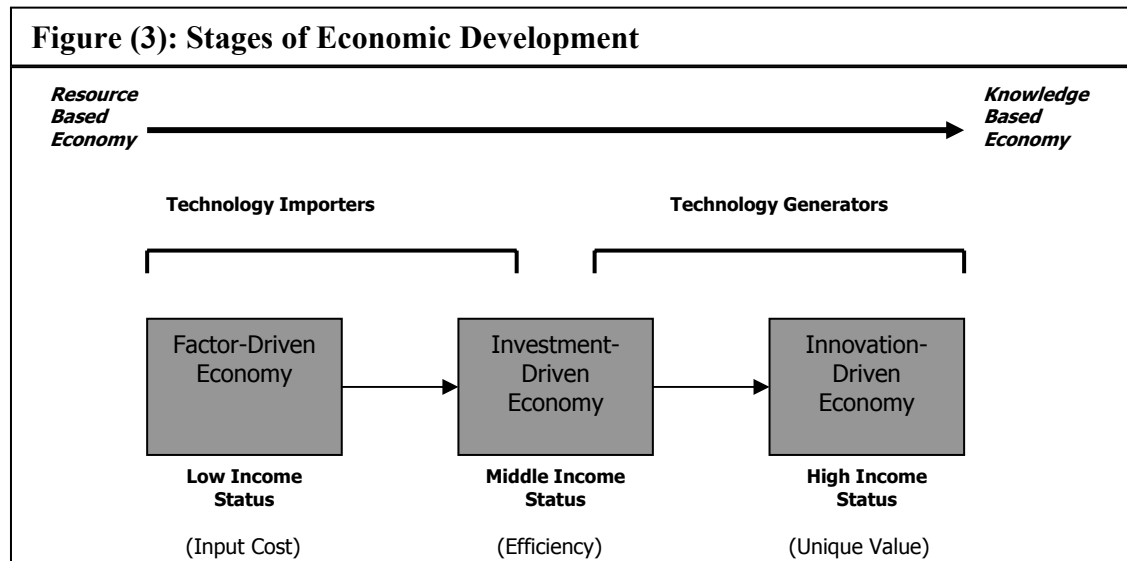 Figure (3): Stages of Economic Development
Resource
Based
Economy
Knowledge
Based
Economy
Technology Importers
Technology Generators
Factor-Driven
Economy
Investment-
Driven
Economy
Innovation-
Driven
Economy
Low Income
Status
Middle Income
Status
High Income
Status
(Input Cost)
(Efficiency)
(Unique Value)